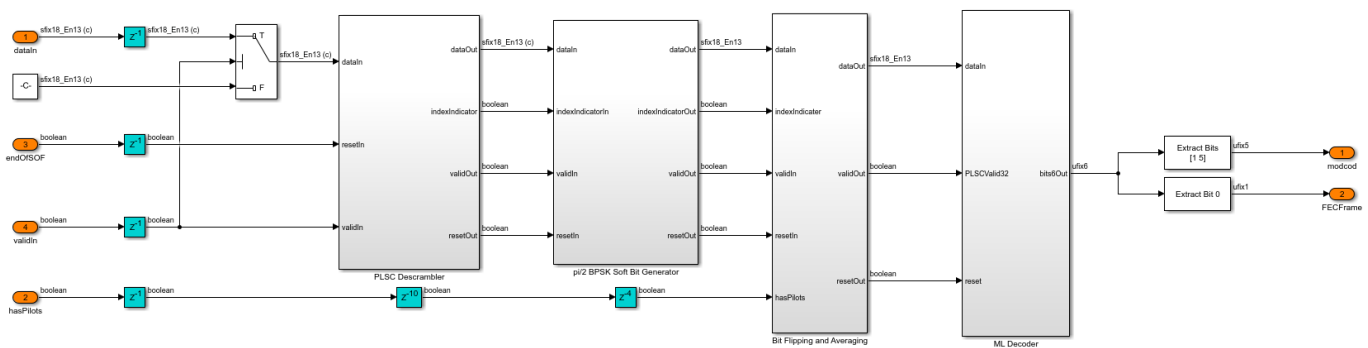 1
dataIn
sfix18_En13 (c)
Z-1
sfix18_En13 (c)
T
F
sfix18_En13 (c)
-C-
sfix18_En13 (c)
3
endOfSOF
boolean
Z-1
boolean
4
validIn
boolean
Z-1
boolean
2
hasPilots
boolean
Z-1
boolean
Z-10
boolean
Z-4
boolean
dataIn
resetIn
validIn
dataOut
indexIndicator
validOut
resetOut
PLSC Descrambler
sfix18_En13 (c)
boolean
boolean
boolean
dataIn
indexIndicatorIn
validIn
resetIn
dataOut
indexIndicatorOut
validOut
resetOut
pi/2 BPSK Soft Bit Generator
sfix18_En13
boolean
boolean
boolean
dataIn
indexIndicater
validIn
resetIn
hasPilots
dataOut
validOut
resetOut
Bit Flipping and Averaging
sfix18_En13
boolean
boolean
dataIn
PLSCValid32
reset
bits6Out
ML Decoder
ufix6
Extract Bits
[1 5]
ufix5
1
modcod
Extract Bit 0
ufix1
2
FECFrame